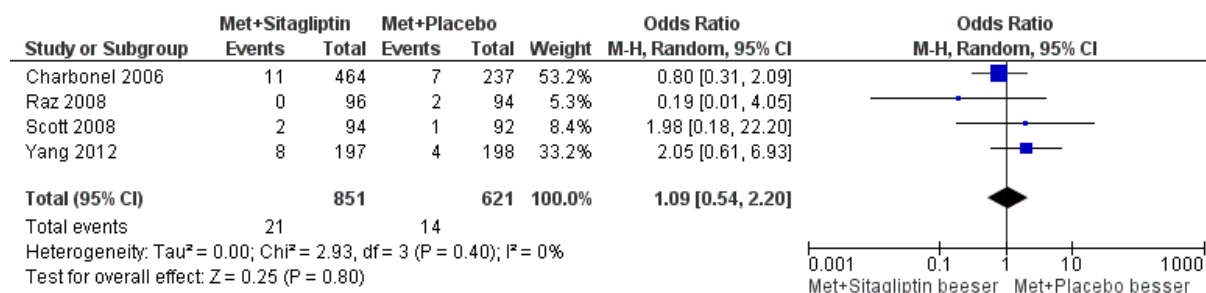 Met+Sitagliptin Met+Placebo Odds Ratio Odds Ratio
Study or Subgroup Events Total Events Total Weight M-H, Random, 95% CI M-H, Random, 95% CI
Charbonel 2006 11 464 7 237 53.2% 0.80 [0.31, 2.09]
Raz 2008 0 96 2 94 5.3% 0.19 [0.01, 4.05]
Scott 2008 2 94 1 92 8.4% 1.98 [0.18, 22.20]
Yang 2012 8 197 4 198 33.2% 2.05 [0.61, 6.93]
Total (95% CI) 851 621 100.0% 1.09 [0.54, 2.20]
Total events 21 14
Heterogeneity: Tau² = 0.00; Chi² = 2.93, df = 3 (P = 0.40); I² = 0%
Test for overall effect: Z = 0.25 (P = 0.80)
0.001 0.1 1 10 1000
Met+Sitagliptin beeser Met+Placebo besser